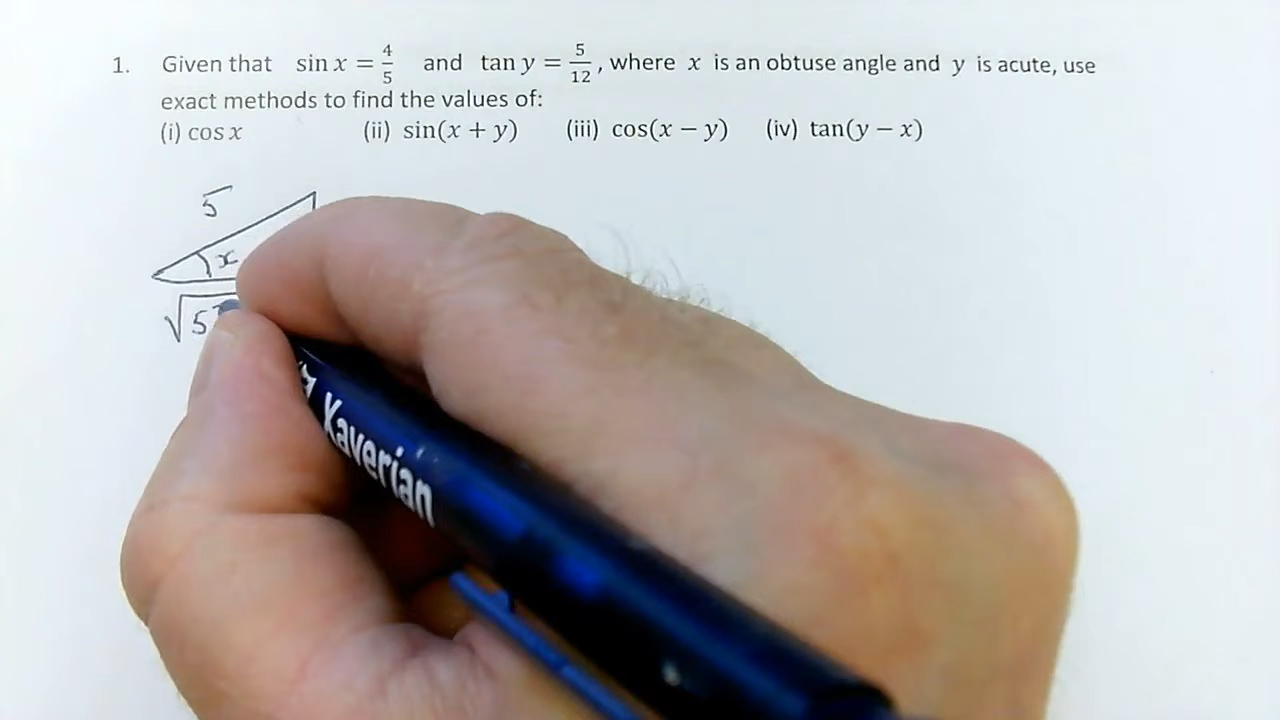 1. Given that sin x = 4/5 and tan y = 5/12, where x is an obtuse angle and y is acute, use
exact methods to find the values of:
(i) cos x (ii) sin(x + y) (iii) cos(x − y) (iv) tan(y − x)
5
x
√5
Xaverian